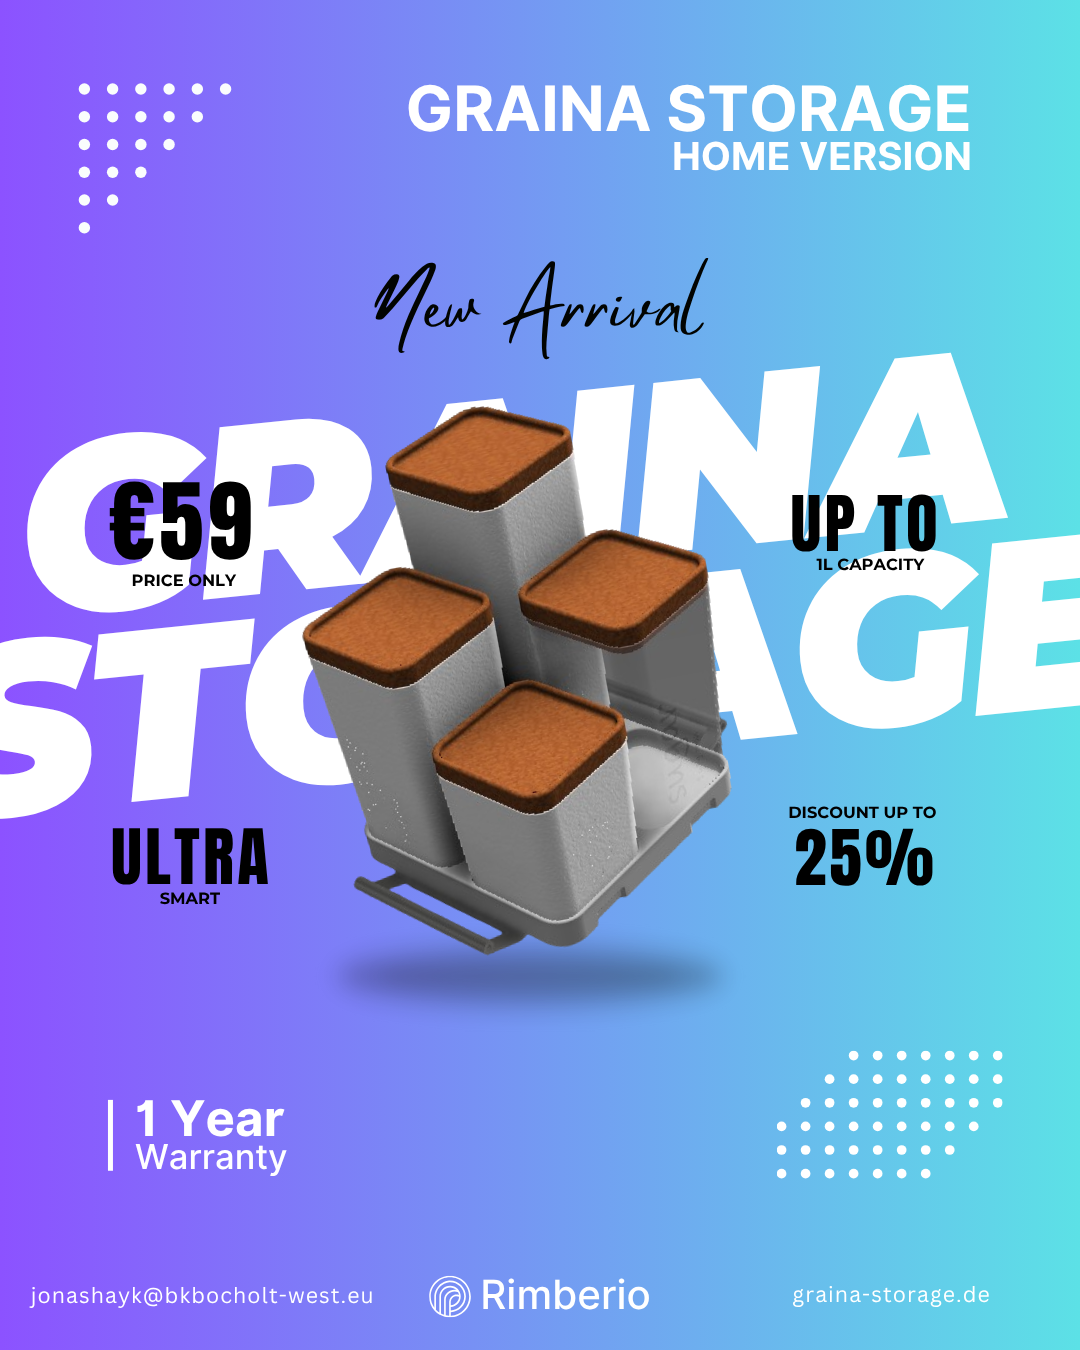 GRAINA STORAGE
HOME VERSION
New Arrival
GRAINA
€59
PRICE ONLY
UP TO
1L CAPACITY
STORAGE
ULTRA
SMART
DISCOUNT UP TO
25%
1 Year
Warranty
jonashayk@bkbocholt-west.eu
Rimberio
graina-storage.de